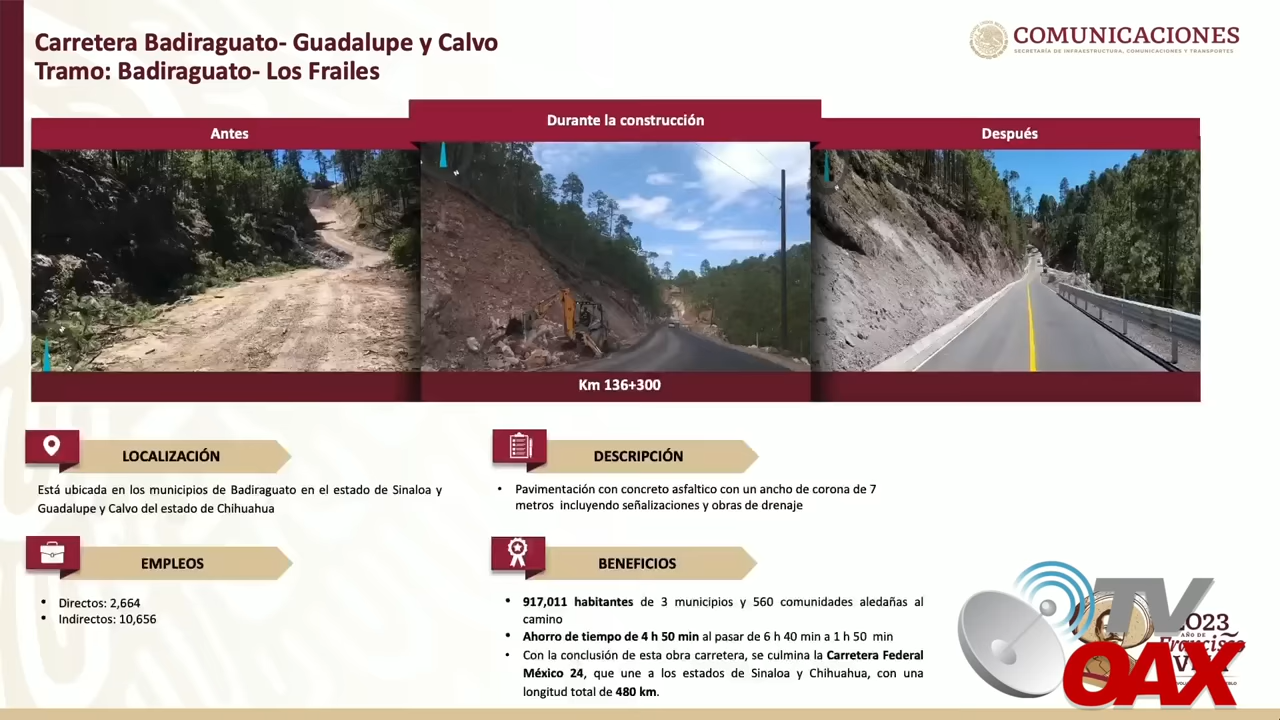 Carretera Badiraguato- Guadalupe y Calvo
Tramo: Badiraguato- Los Frailes
COMUNICACIONES
SECRETARÍA DE INFRAESTRUCTURA, COMUNICACIONES Y TRANSPORTES
Antes
Durante la construcción
Después
Km 136+300
LOCALIZACIÓN
Está ubicada en los municipios de Badiraguato en el estado de Sinaloa y
Guadalupe y Calvo del estado de Chihuahua
DESCRIPCIÓN
• Pavimentación con concreto asfaltico con un ancho de corona de 7
metros incluyendo señalizaciones y obras de drenaje
EMPLEOS
• Directos: 2,664
• Indirectos: 10,656
BENEFICIOS
• 917,011 habitantes de 3 municipios y 560 comunidades aledañas al
camino
• Ahorro de tiempo de 4 h 50 min al pasar de 6 h 40 min a 1 h 50 min
• Con la conclusión de esta obra carretera, se culmina la Carretera Federal
México 24, que une a los estados de Sinaloa y Chihuahua, con una
longitud total de 480 km.
TV
OAX
2023
AÑO DE
Francisco